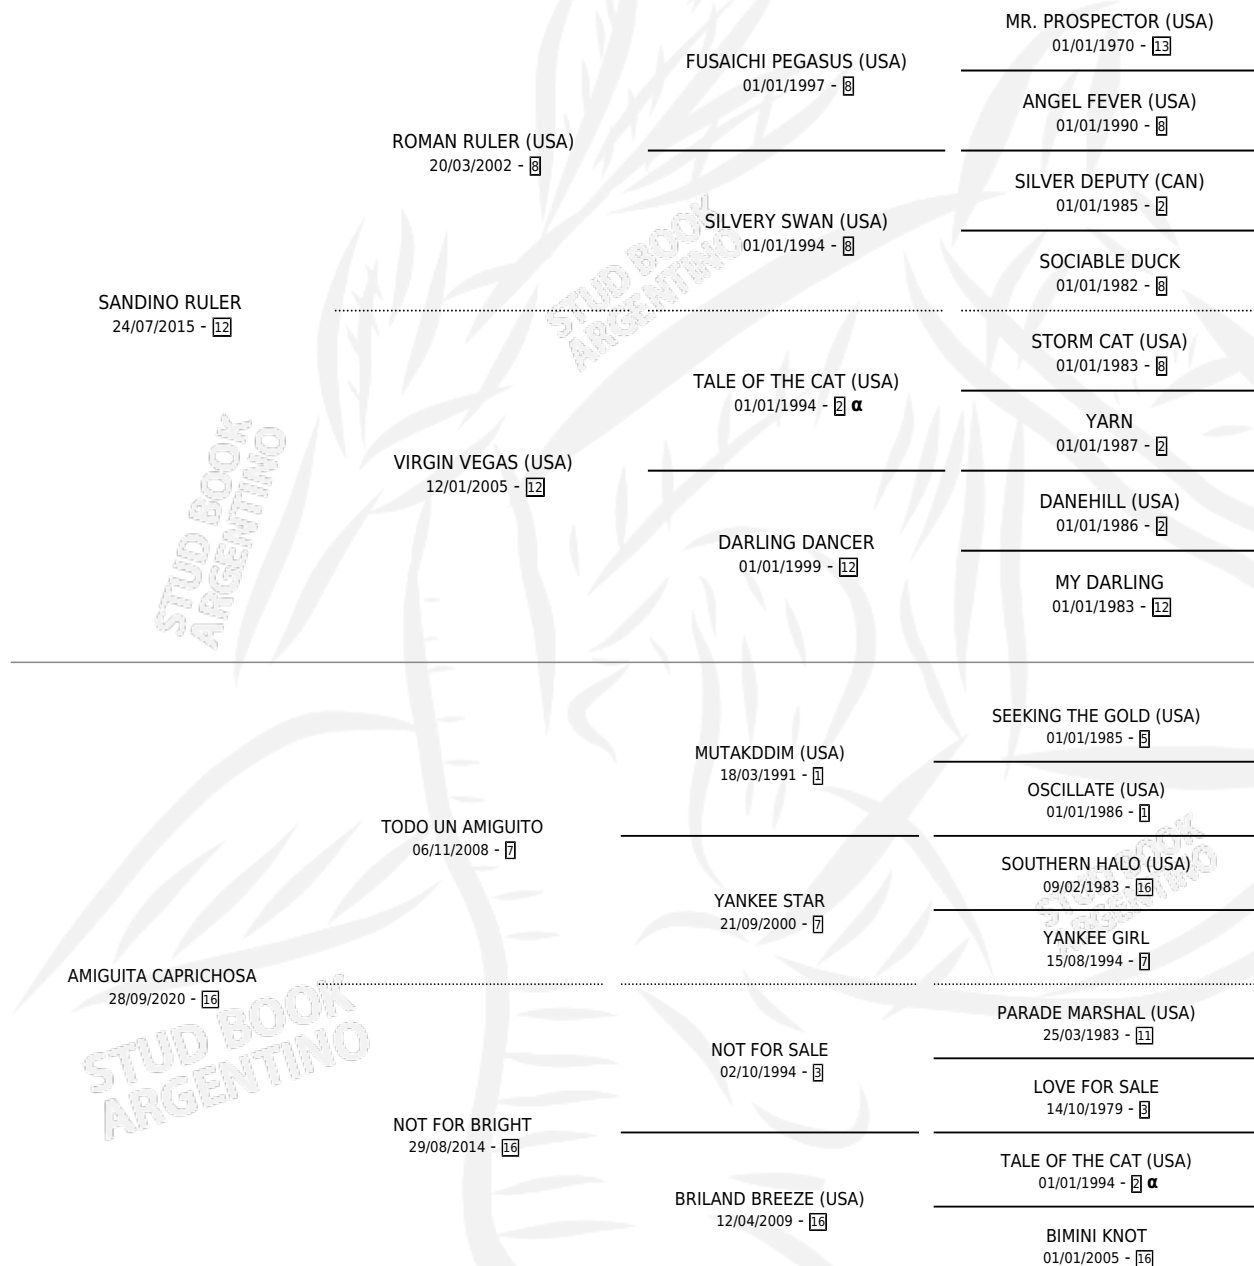 MR. PROSPECTOR (USA)
01/01/1970 - 13
FUSAICHI PEGASUS (USA)
01/01/1997 - 8
ANGEL FEVER (USA)
01/01/1990 - 8
ROMAN RULER (USA)
20/03/2002 - 8
SILVER DEPUTY (CAN)
01/01/1985 - 2
SILVERY SWAN (USA)
01/01/1994 - 8
SOCIABLE DUCK
01/01/1982 - 8
STUD BOOK
ARGENTINO
SANDINO RULER
24/07/2015 - 12
STORM CAT (USA)
01/01/1983 - 8
TALE OF THE CAT (USA)
01/01/1994 - 2 α
YARN
01/01/1987 - 2
VIRGIN VEGAS (USA)
12/01/2005 - 12
DANEHILL (USA)
01/01/1986 - 2
DARLING DANCER
01/01/1999 - 12
MY DARLING
01/01/1983 - 12
STUD BOOK
ARGENTINO
SEEKING THE GOLD (USA)
01/01/1985 - 5
MUTAKDDIM (USA)
18/03/1991 - 1
OSCILLATE (USA)
01/01/1986 - 1
TODO UN AMIGUITO
06/11/2008 - 7
SOUTHERN HALO (USA)
09/02/1983 - 16
YANKEE STAR
21/09/2000 - 7
YANKEE GIRL
15/08/1994 - 7
STUD BOOK
ARGENTINO
AMIGUITA CAPRICHOSA
28/09/2020 - 16
PARADE MARSHAL (USA)
25/03/1983 - 11
NOT FOR SALE
02/10/1994 - 3
LOVE FOR SALE
14/10/1979 - 3
NOT FOR BRIGHT
29/08/2014 - 16
TALE OF THE CAT (USA)
01/01/1994 - 2 α
BRILAND BREEZE (USA)
12/04/2009 - 16
BIMINI KNOT
01/01/2005 - 16
STUD BOOK
ARGENTINO